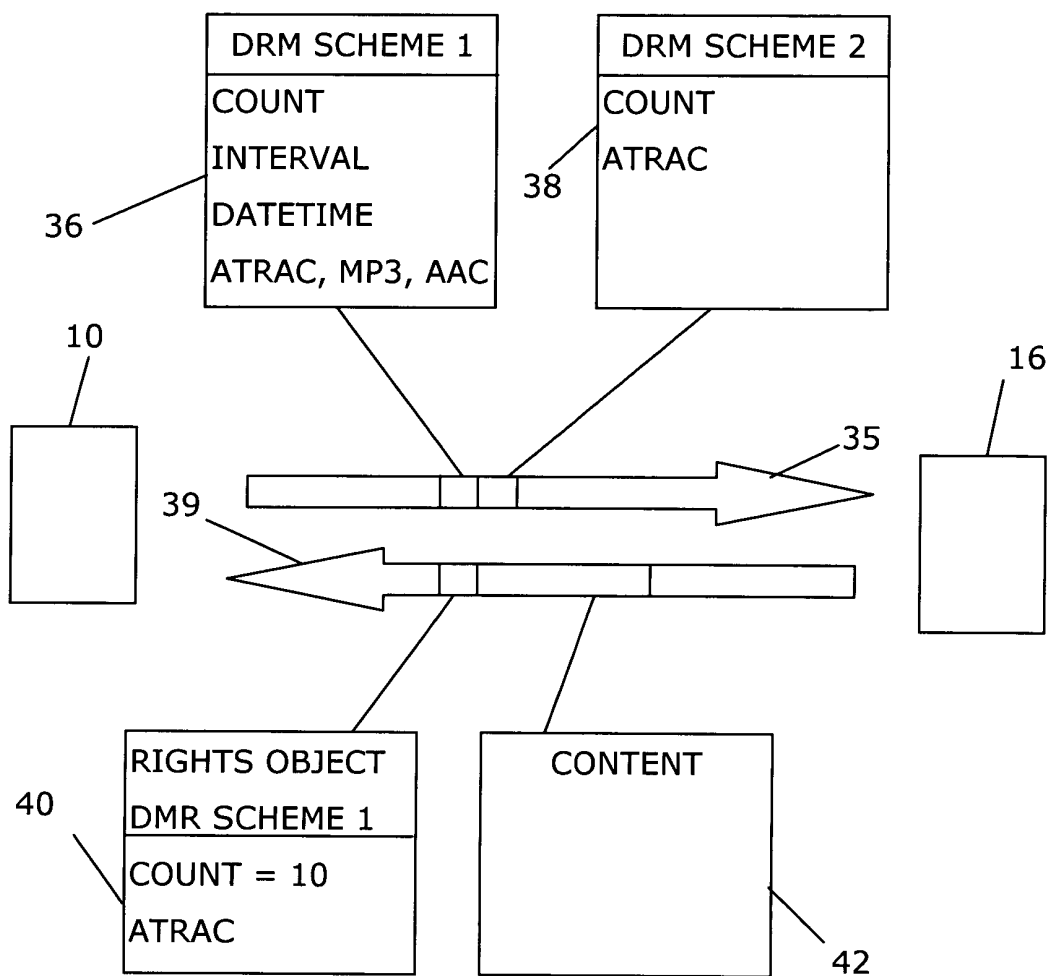 DRM SCHEME 1
COUNT
INTERVAL
DATETIME
ATRAC, MP3, AAC
36
DRM SCHEME 2
COUNT
ATRAC
38
10
16
35
39
RIGHTS OBJECT
DMR SCHEME 1
COUNT = 10
ATRAC
40
CONTENT
42